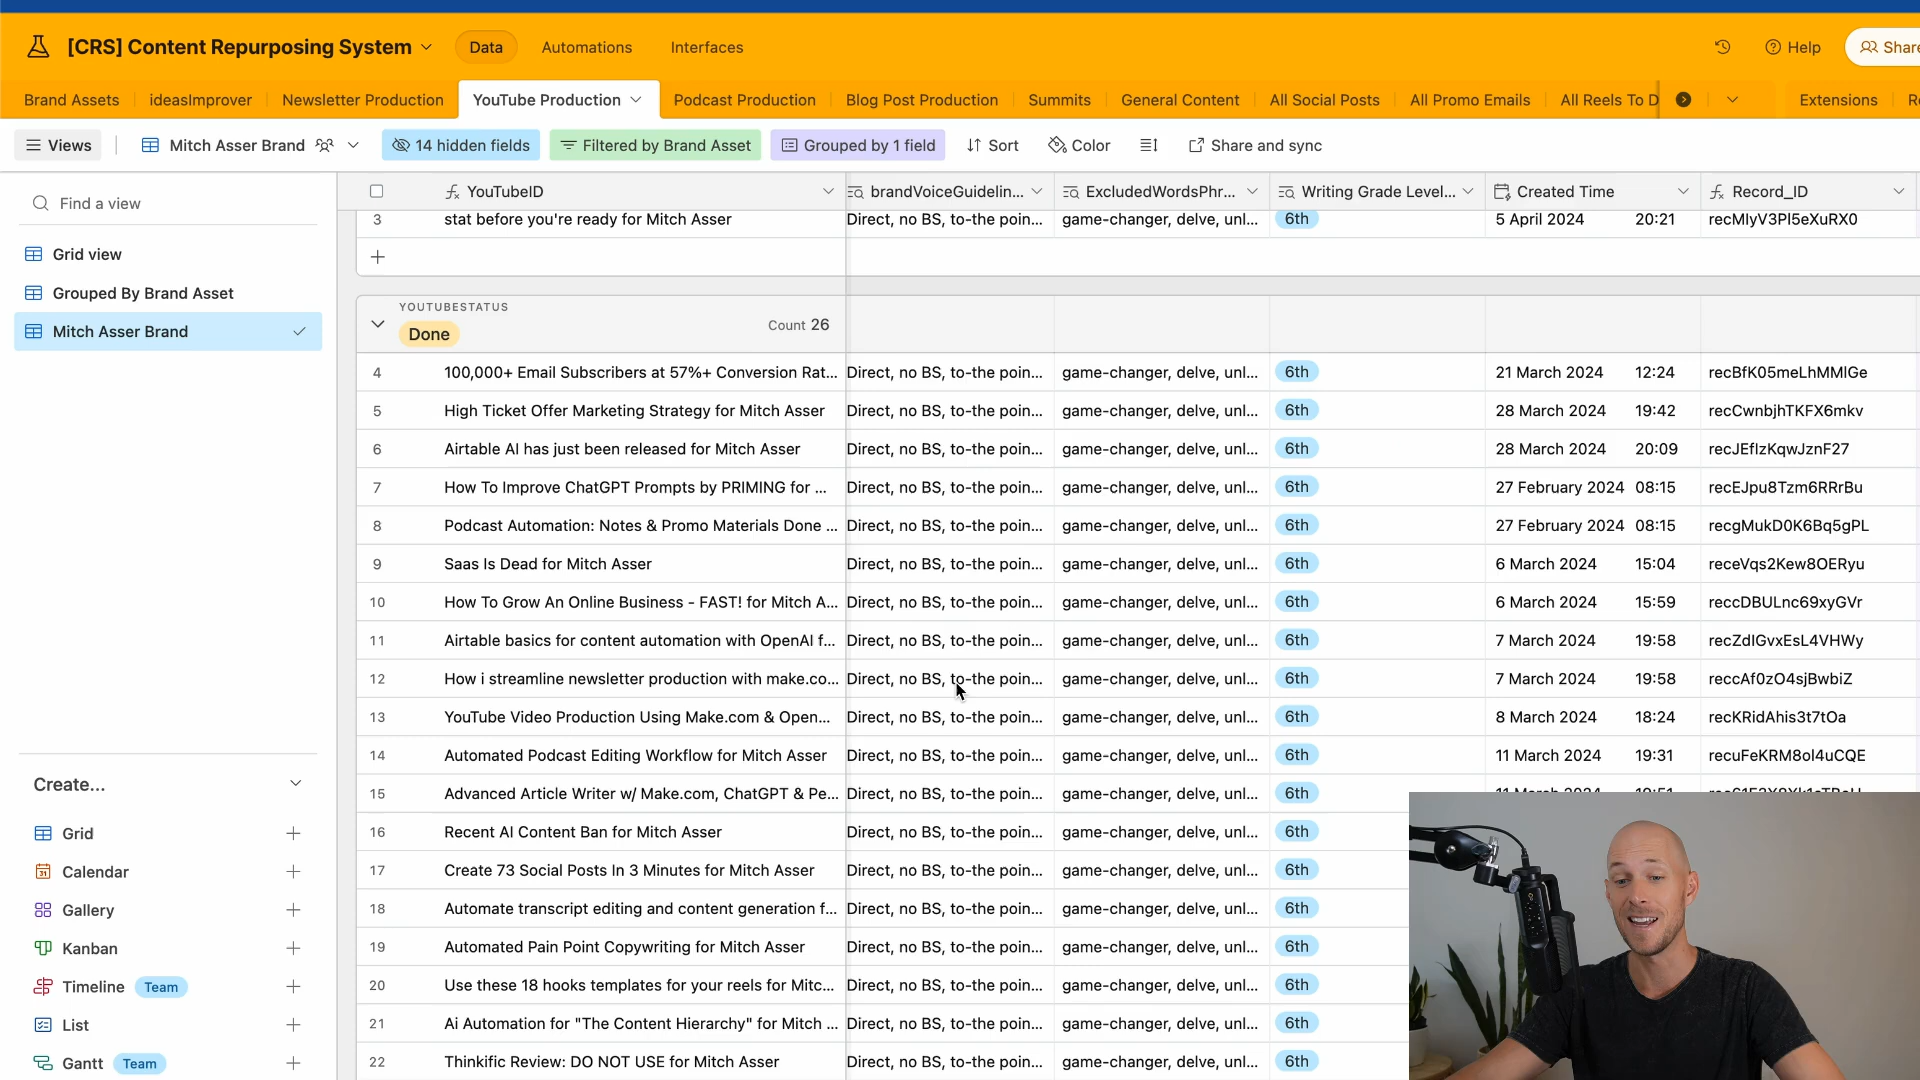 [CRS] Content Repurposing System
Data
Automations
Interfaces
Help
Share
Brand Assets
ideasImprover
Newsletter Production
YouTube Production
Podcast Production
Blog Post Production
Summits
General Content
All Social Posts
All Promo Emails
All Reels To D
Extensions
Views
Mitch Asser Brand
14 hidden fields
Filtered by Brand Asset
Grouped by 1 field
Sort
Color
Share and sync
Find a view
Grid view
Grouped By Brand Asset
Mitch Asser Brand
Create...
Grid
Calendar
Gallery
Kanban
Timeline Team
List
Gantt Team
YouTubeID brandVoiceGuidelin... ExcludedWordsPhr... Writing Grade Level... Created Time Record_ID
3 stat before you're ready for Mitch Asser Direct, no BS, to-the poin... game-changer, delve, unl... 6th 5 April 2024 20:21 recMIyV3PI5eXuRX0
YOUTUBESTATUS
Done
Count 26
4 100,000+ Email Subscribers at 57%+ Conversion Rat... Direct, no BS, to-the poin... game-changer, delve, unl... 6th 21 March 2024 12:24 recBfK05meLhMMIGe
5 High Ticket Offer Marketing Strategy for Mitch Asser Direct, no BS, to-the poin... game-changer, delve, unl... 6th 28 March 2024 19:42 recCwnbjhTKFX6mkv
6 Airtable AI has just been released for Mitch Asser Direct, no BS, to-the poin... game-changer, delve, unl... 6th 28 March 2024 20:09 recJEfIzKqwJznF27
7 How To Improve ChatGPT Prompts by PRIMING for ... Direct, no BS, to-the poin... game-changer, delve, unl... 6th 27 February 2024 08:15 recEJpu8Tzm6RRrBu
8 Podcast Automation: Notes & Promo Materials Done ... Direct, no BS, to-the poin... game-changer, delve, unl... 6th 27 February 2024 08:15 recgMukD0K6Bq5gPL
9 Saas Is Dead for Mitch Asser Direct, no BS, to-the poin... game-changer, delve, unl... 6th 6 March 2024 15:04 receVqs2Kew8OERyu
10 How To Grow An Online Business - FAST! for Mitch A... Direct, no BS, to-the poin... game-changer, delve, unl... 6th 6 March 2024 15:59 reccDBULnc69xyGVr
11 Airtable basics for content automation with OpenAI f... Direct, no BS, to-the poin... game-changer, delve, unl... 6th 7 March 2024 19:58 recZdIGvxEsL4VHWy
12 How i streamline newsletter production with make.co... Direct, no BS, to-the poin... game-changer, delve, unl... 6th 7 March 2024 19:58 reccAf0zO4sjBwbiZ
13 YouTube Video Production Using Make.com & Open... Direct, no BS, to-the poin... game-changer, delve, unl... 6th 8 March 2024 18:24 recKRidAhis3t7tOa
14 Automated Podcast Editing Workflow for Mitch Asser Direct, no BS, to-the poin... game-changer, delve, unl... 6th 11 March 2024 19:31 recuFeKRM8ol4uCQE
15 Advanced Article Writer w/ Make.com, ChatGPT & Pe... Direct, no BS, to-the poin... game-changer, delve, unl... 6th
16 Recent AI Content Ban for Mitch Asser Direct, no BS, to-the poin... game-changer, delve, unl... 6th
17 Create 73 Social Posts In 3 Minutes for Mitch Asser Direct, no BS, to-the poin... game-changer, delve, unl... 6th
18 Automate transcript editing and content generation f... Direct, no BS, to-the poin... game-changer, delve, unl... 6th
19 Automated Pain Point Copywriting for Mitch Asser Direct, no BS, to-the poin... game-changer, delve, unl... 6th
20 Use these 18 hooks templates for your reels for Mitc... Direct, no BS, to-the poin... game-changer, delve, unl... 6th
21 Ai Automation for "The Content Hierarchy" for Mitch ... Direct, no BS, to-the poin... game-changer, delve, unl... 6th
22 Thinkific Review: DO NOT USE for Mitch Asser Direct, no BS, to-the poin... game-changer, delve, unl... 6th